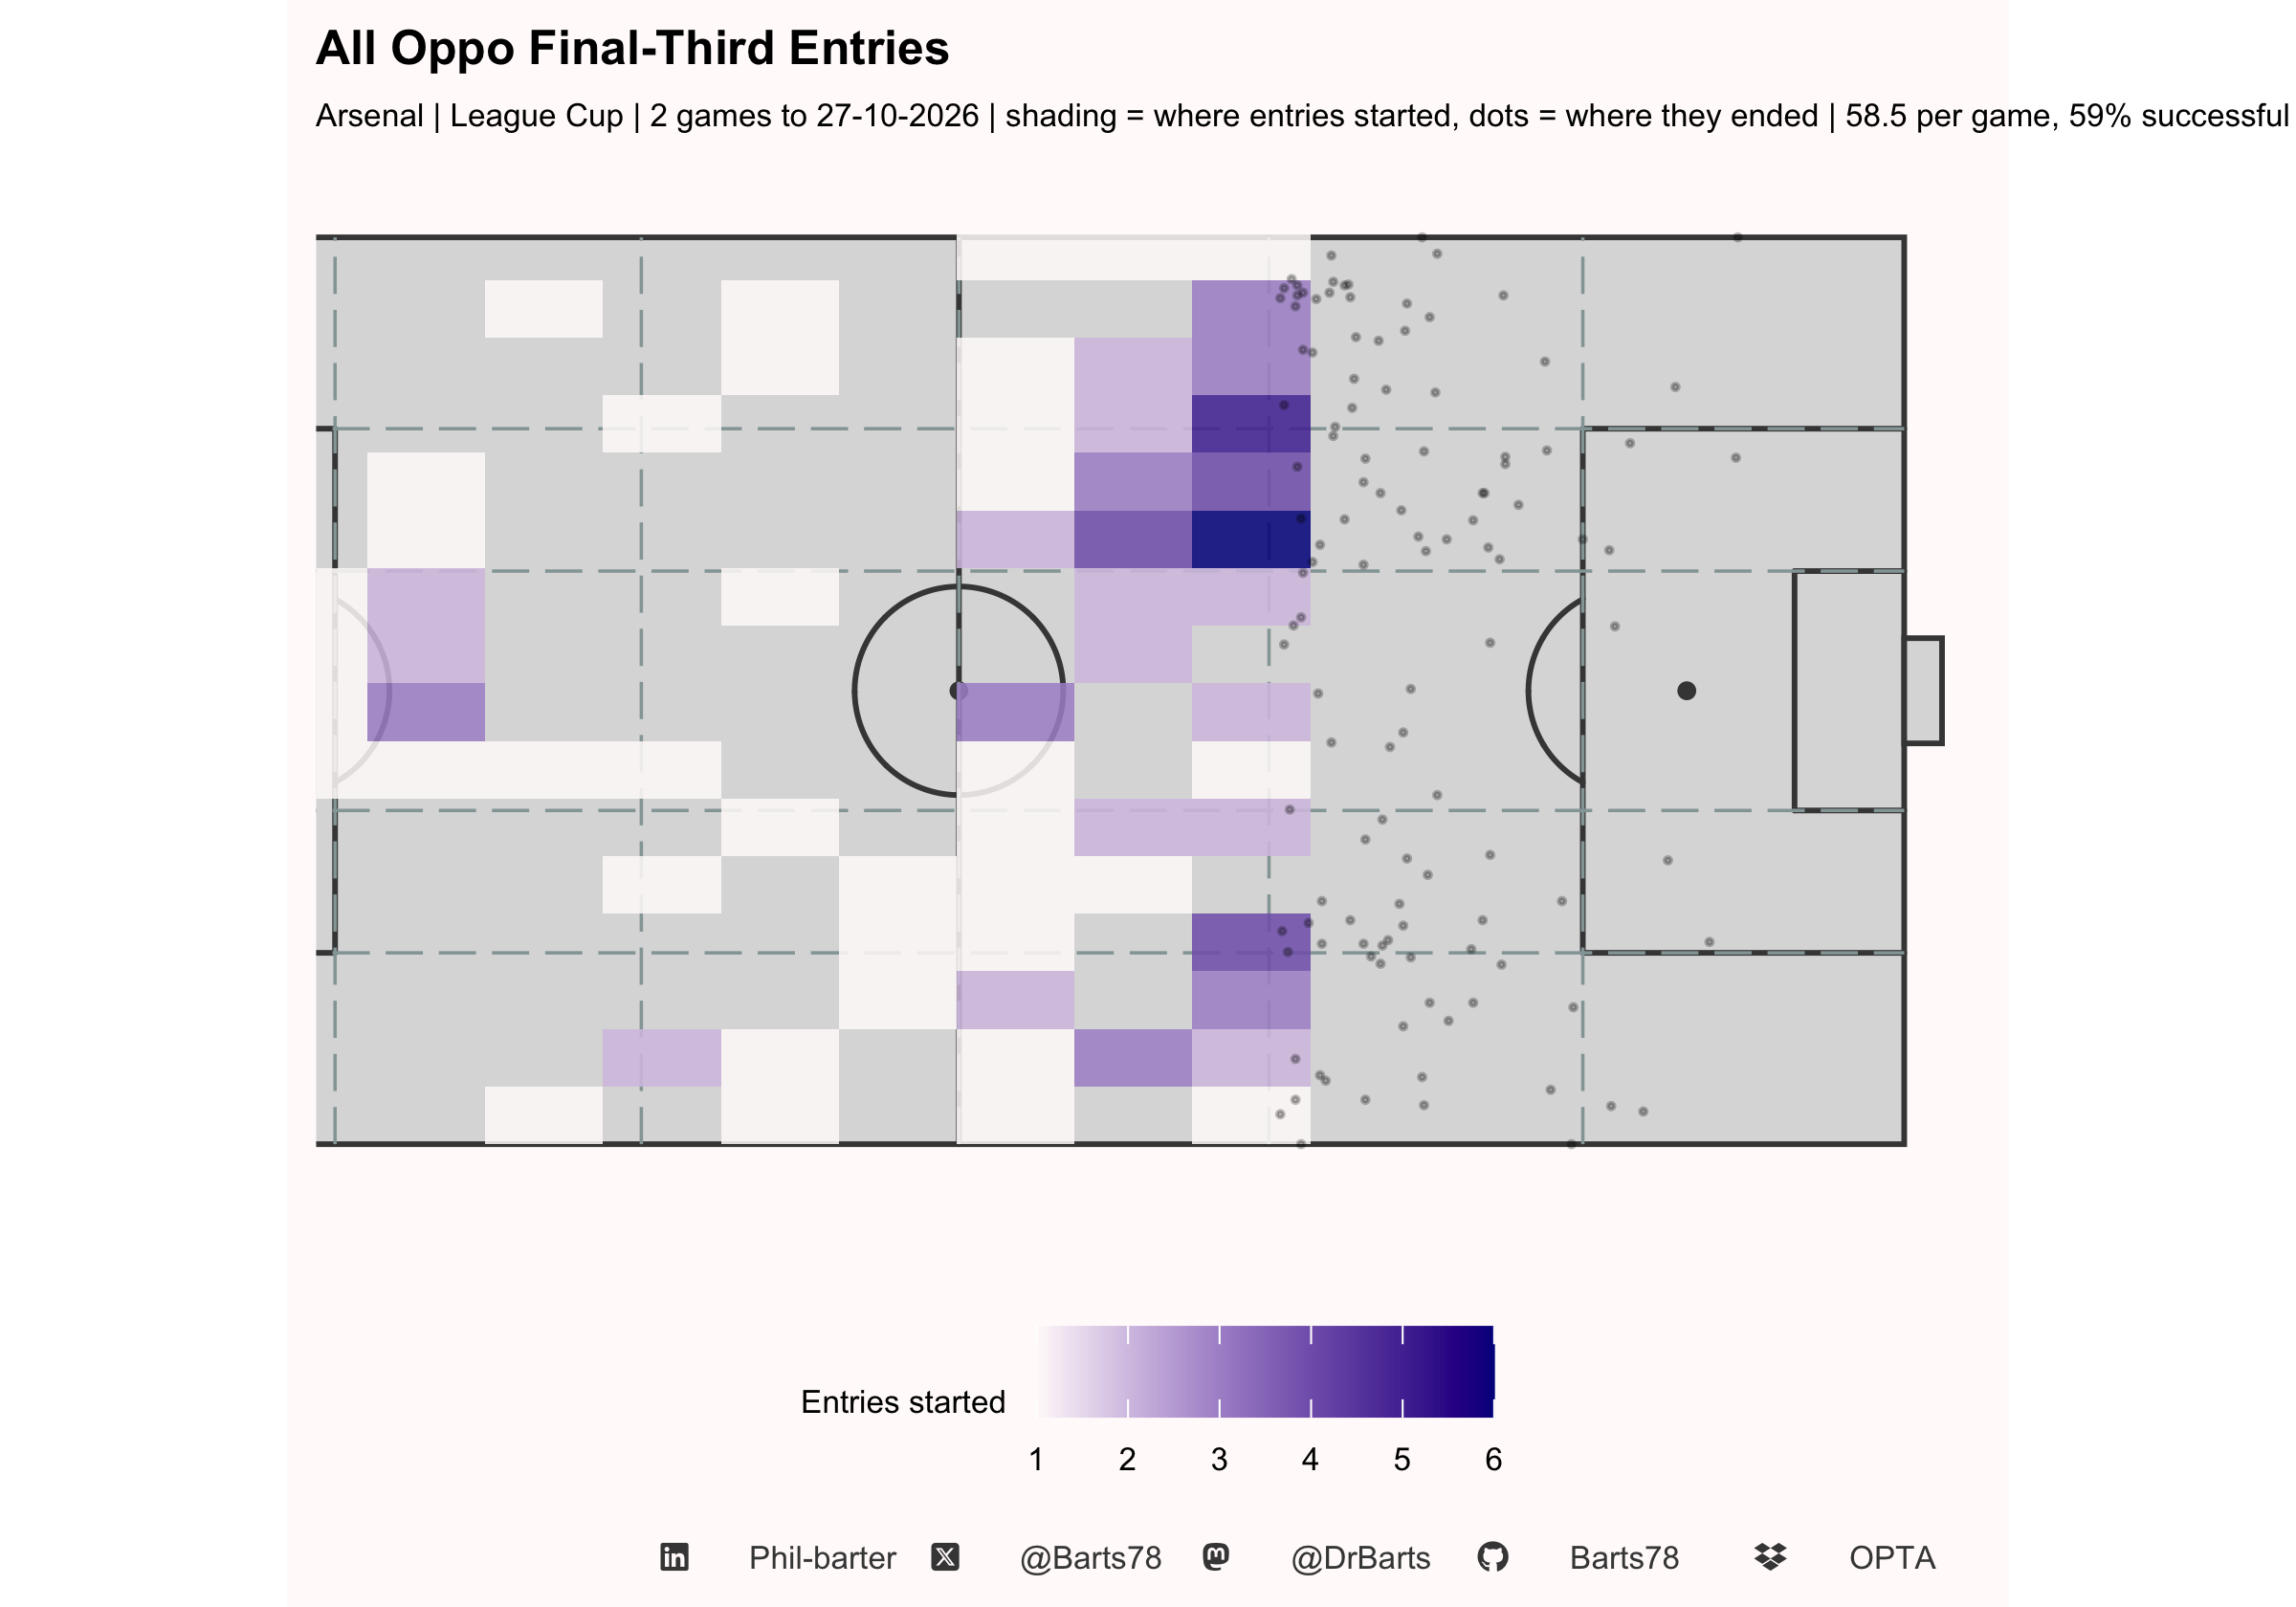 All Oppo Final-Third Entries
Arsenal | League Cup | 2 games to 27-10-2026 | shading = where entries started, dots = where they ended | 58.5 per game, 59% successful
Entries started
1 2 3 4 5 6
Phil-barter @Barts78 @DrBarts Barts78 OPTA